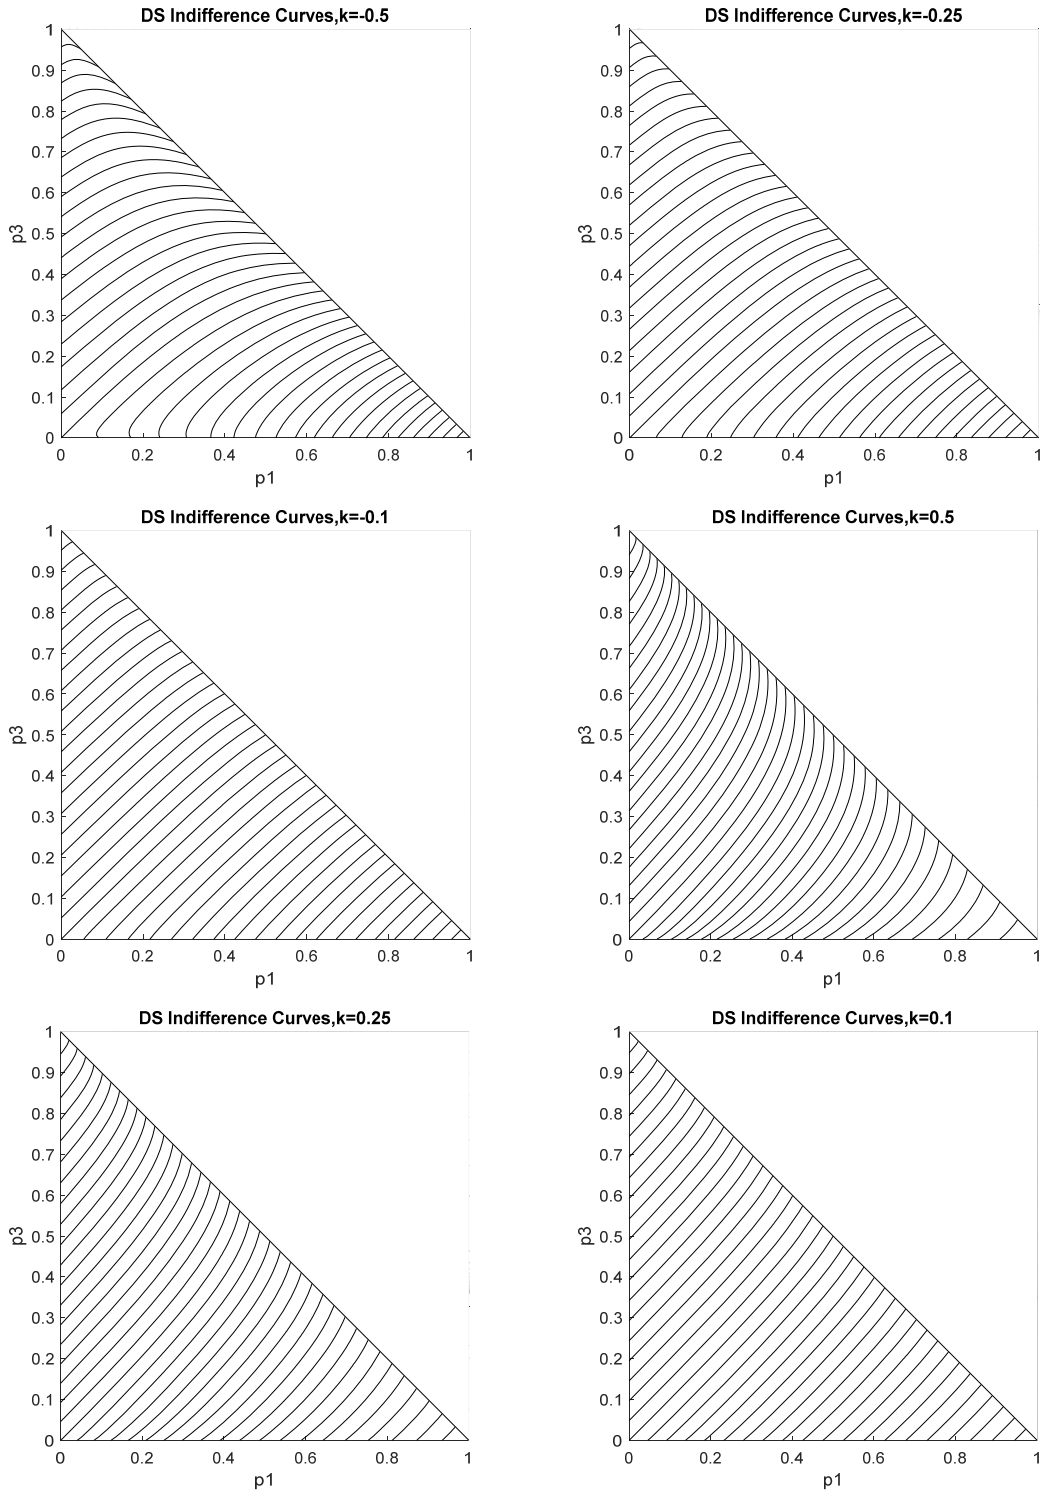 DS Indifference Curves,k=-0.5
1
0.9
0.8
0.7
0.6
0.5
0.4
0.3
0.2
0.1
0
p3
0 0.2 0.4 0.6 0.8 1
p1
DS Indifference Curves,k=-0.25
1
0.9
0.8
0.7
0.6
0.5
0.4
0.3
0.2
0.1
0
p3
0 0.2 0.4 0.6 0.8 1
p1
DS Indifference Curves,k=-0.1
1
0.9
0.8
0.7
0.6
0.5
0.4
0.3
0.2
0.1
0
p3
0 0.2 0.4 0.6 0.8 1
p1
DS Indifference Curves,k=0.5
1
0.9
0.8
0.7
0.6
0.5
0.4
0.3
0.2
0.1
0
p3
0 0.2 0.4 0.6 0.8 1
p1
DS Indifference Curves,k=0.25
1
0.9
0.8
0.7
0.6
0.5
0.4
0.3
0.2
0.1
0
p3
0 0.2 0.4 0.6 0.8 1
p1
DS Indifference Curves,k=0.1
1
0.9
0.8
0.7
0.6
0.5
0.4
0.3
0.2
0.1
0
p3
0 0.2 0.4 0.6 0.8 1
p1